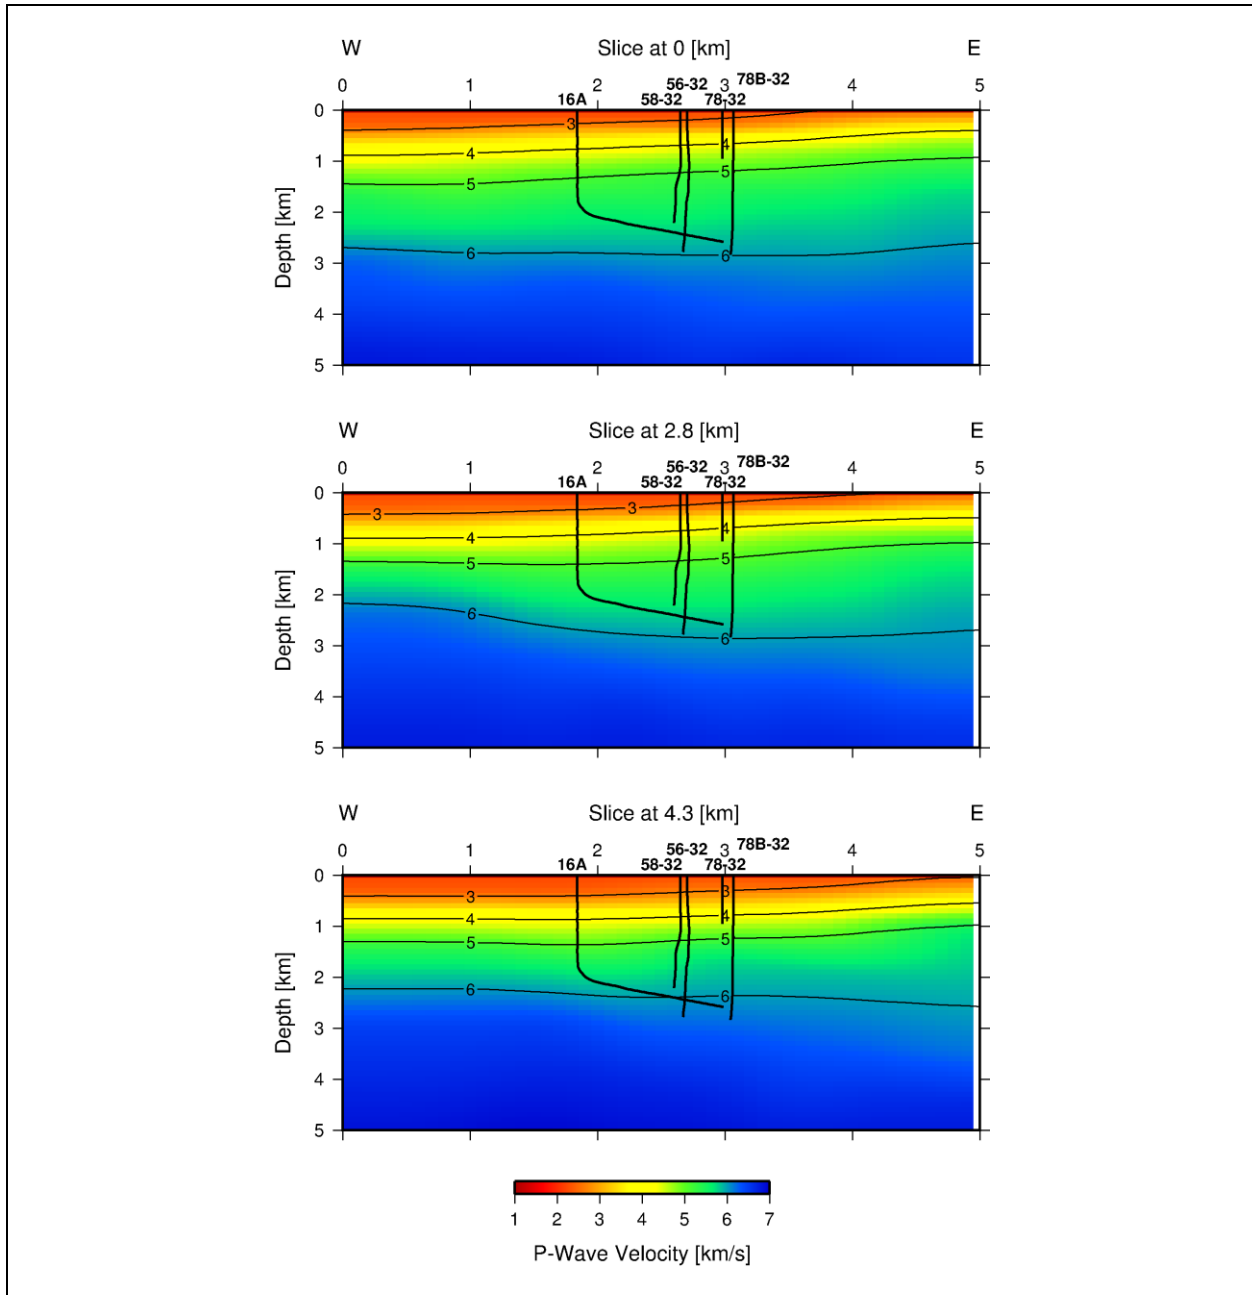 W Slice at 0 [km] E
56-32 78B-32
0 1 2 3 4 5
16A 58-32 78-32
0
3
4
1
5
2
6
3
4
5
Depth [km]
W Slice at 2.8 [km] E
56-32 78B-32
0 1 2 3 4 5
16A 58-32 78-32
0
3 3
4 4
1
5 5
2
6 6
3
4
5
Depth [km]
W Slice at 4.3 [km] E
56-32 78B-32
0 1 2 3 4 5
16A 58-32 78-32
0
3 3
4 4
1
5 5
2
6 6
3
4
5
Depth [km]
1 2 3 4 5 6 7
P-Wave Velocity [km/s]